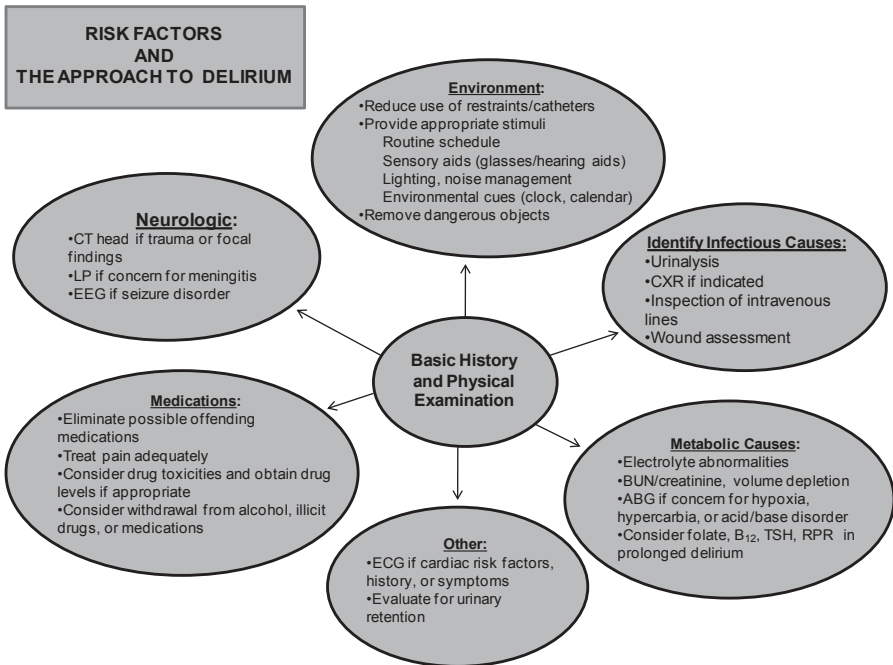 RISK FACTORS
AND
THE APPROACH TO DELIRIUM
Environment:
•Reduce use of restraints/catheters
•Provide appropriate stimuli
Routine schedule
Sensory aids (glasses/hearing aids)
Lighting, noise management
Environmental cues (clock, calendar)
•Remove dangerous objects
Neurologic:
•CT head if trauma or focal
findings
•LP if concern for meningitis
•EEG if seizure disorder
Identify Infectious Causes:
•Urinalysis
•CXR if indicated
•Inspection of intravenous
lines
•Wound assessment
Basic History
and Physical
Examination
Medications:
•Eliminate possible offending
medications
•Treat pain adequately
•Consider drug toxicities and obtain drug
levels if appropriate
•Consider withdrawal from alcohol, illicit
drugs, or medications
Metabolic Causes:
•Electrolyte abnormalities
•BUN/creatinine, volume depletion
•ABG if concern for hypoxia,
hypercarbia, or acid/base disorder
•Consider folate, B₁₂, TSH, RPR in
prolonged delirium
Other:
•ECG if cardiac risk factors,
history, or symptoms
•Evaluate for urinary
retention